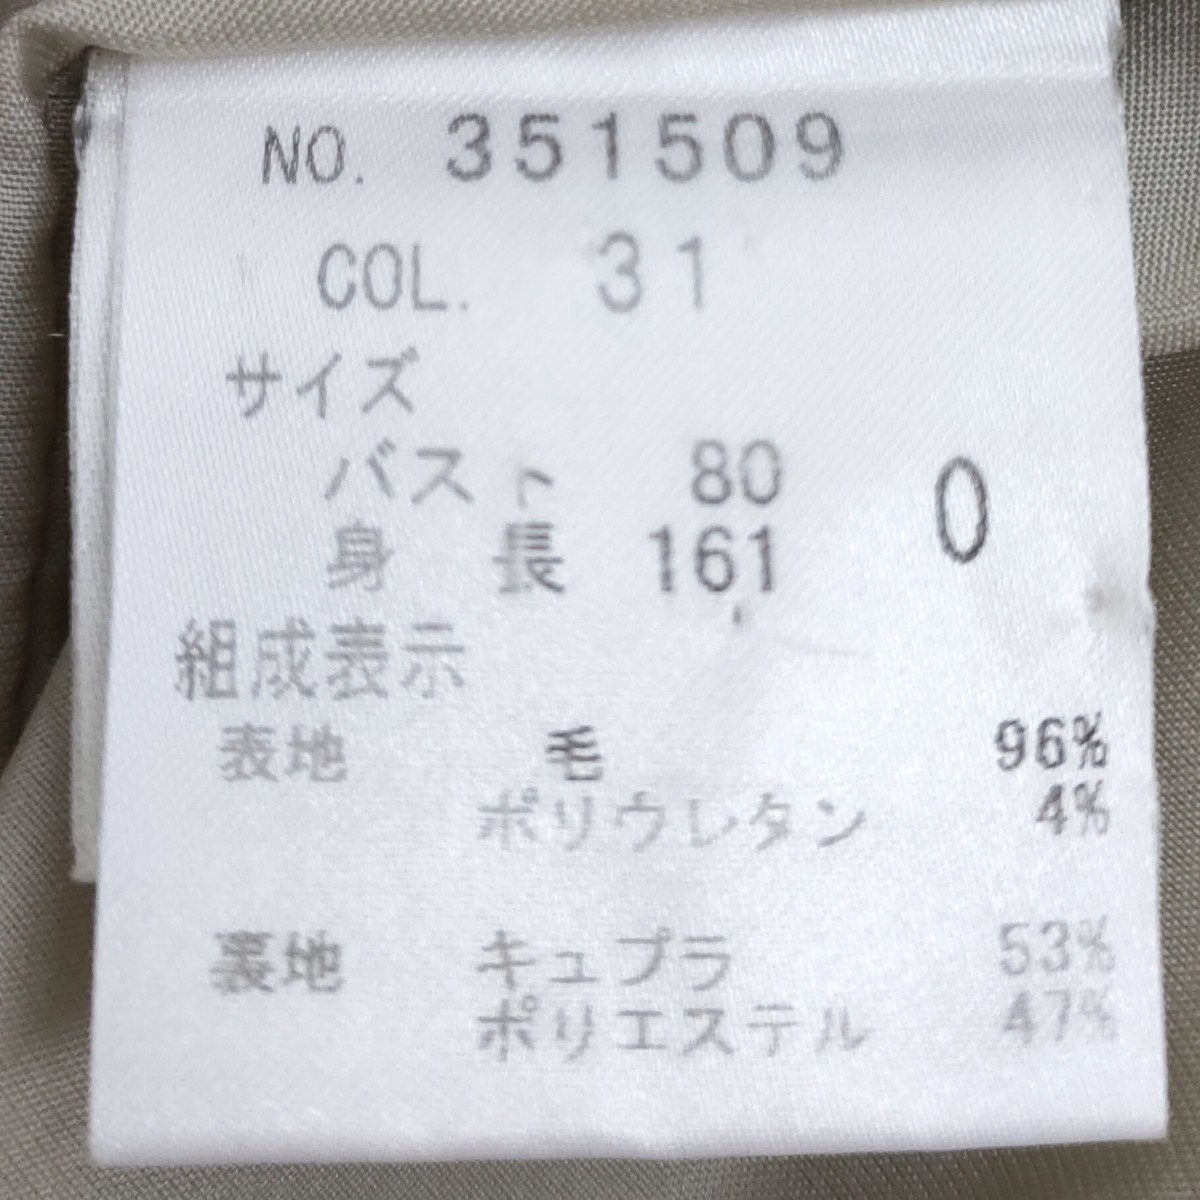 NO. 351509
COL. 31
サイズ
バスト 80
身 長 161
0
組成表示
表地 毛 96%
ポリウレタン 4%
裏地 キュプラ 53%
ポリエステル 47%